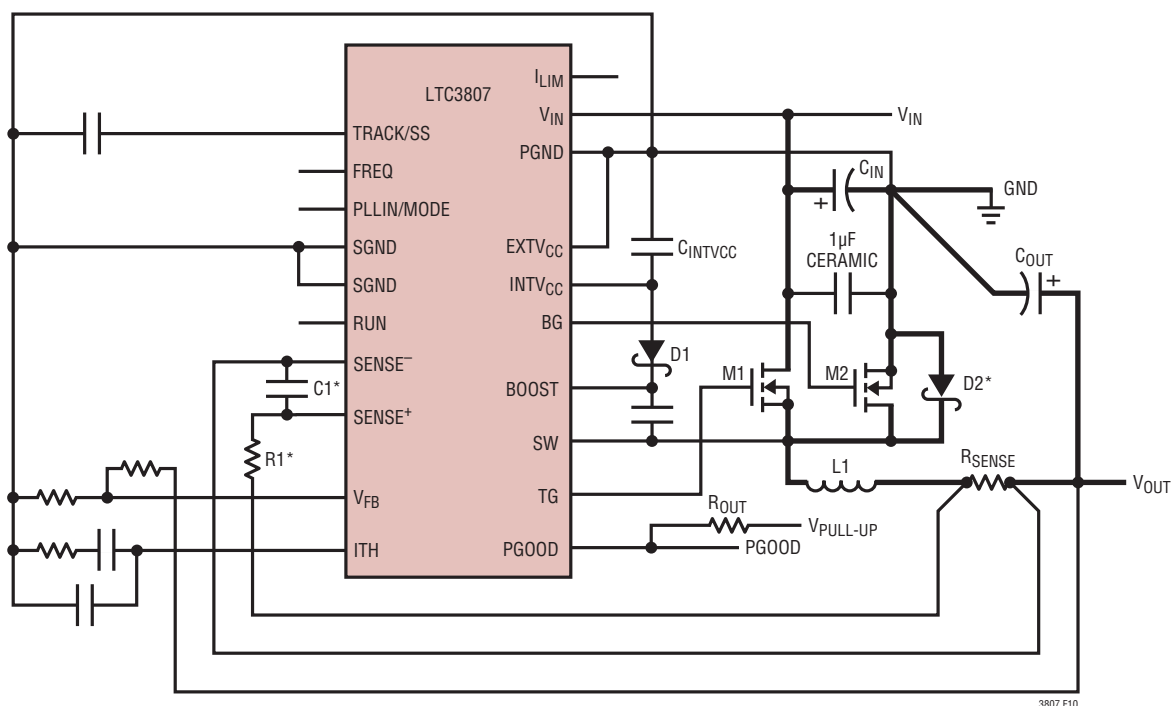 LTC3807
I_LIM
V_IN
V_IN
TRACK/SS
PGND
C_IN
FREQ
+
GND
PLLIN/MODE
1µF
CERAMIC
SGND
EXTV_CC
C_INTVCC
C_OUT
+
SGND
INTV_CC
RUN
BG
D1
SENSE⁻
M1
M2
D2*
C1*
BOOST
SENSE⁺
SW
R1*
L1
R_SENSE
V_FB
TG
V_OUT
R_OUT
V_PULL-UP
ITH
PGOOD
PGOOD
3807 F10